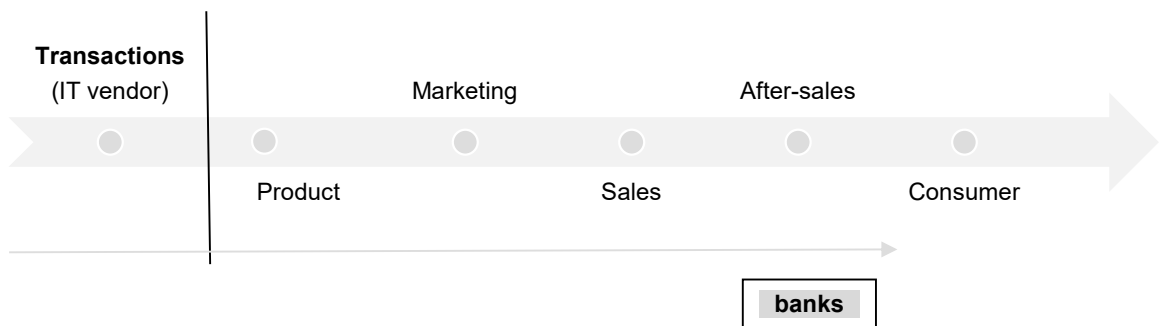 Transactions
(IT vendor)
Marketing
After-sales
Product
Sales
Consumer
banks